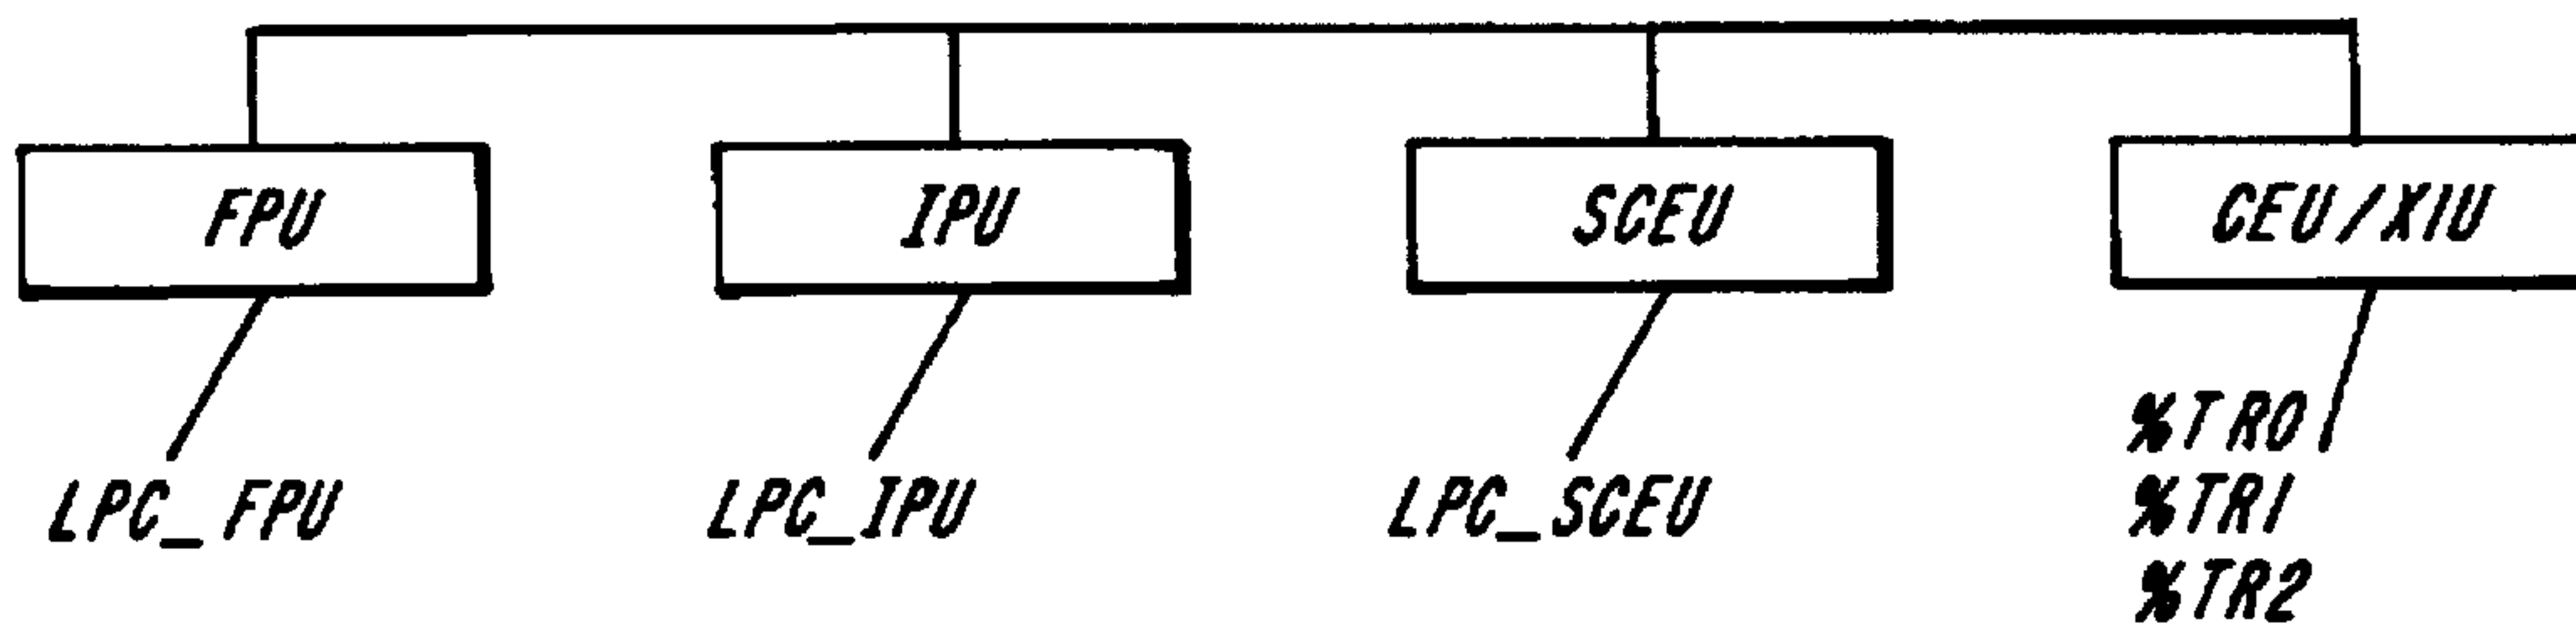 FPU
IPU
SCEU
CEU/XIU
LPC_FPU
LPC_IPU
LPC_SCEU
%TR0
%TR1
%TR2